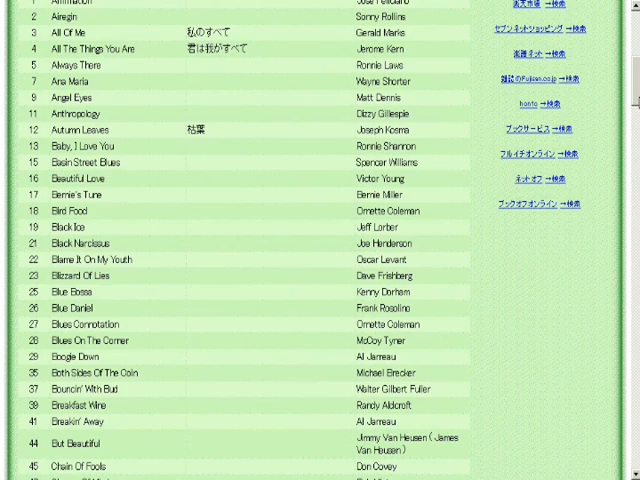 1 Animation Jose Feliciano
2 Airegin Sonny Rollins
3 All Of Me 私のすべて Gerald Marks
4 All The Things You Are 君は我がすべて Jerome Kern
5 Always There Ronnie Laws
7 Ana Maria Wayne Shorter
9 Angel Eyes Matt Dennis
11 Anthropology Dizzy Gillespie
12 Autumn Leaves 枯葉 Joseph Kosma
13 Baby, I Love You Ronnie Shannon
15 Basin Street Blues Spencer Williams
16 Beautiful Love Victor Young
17 Bernie's Tune Bernie Miller
18 Bird Food Ornette Coleman
19 Black Ice Jeff Lorber
21 Black Narcissus Joe Henderson
22 Blame It On My Youth Oscar Levant
23 Blizzard Of Lies Dave Frishberg
25 Blue Bossa Kenny Dorham
26 Blue Daniel Frank Rosolino
27 Blues Connotation Ornette Coleman
28 Blues On The Corner McCoy Tyner
29 Boogie Down Al Jarreau
35 Both Sides Of The Coin Michael Brecker
37 Bouncin' With Bud Walter Gilbert Fuller
39 Breakfast Wine Randy Aldcroft
41 Breakin' Away Al Jarreau
44 But Beautiful Jimmy Van Heusen ( James
Van Heusen )
45 Chain Of Fools Don Covey
楽天市場 →検索
セブンネットショッピング →検索
楽譜ネット →検索
雑誌のFujisan.co.jp →検索
honto →検索
ブックサービス →検索
フルイチオンライン →検索
ネットオフ →検索
ブックオフオンライン →検索